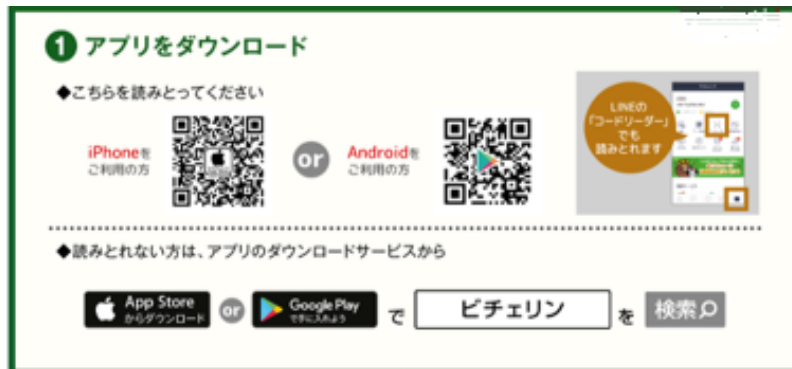 1 アプリをダウンロード
◆こちらを読みとってください
iPhoneを
ご利用の方
or
Androidを
ご利用の方
LINEの
「コードリーダー」
でも
読みとれます
◆読みとれない方は、アプリのダウンロードサービスから
App Store
からダウンロード
or
Google Play
で手に入れよう
で
ビチェリン
を
検索